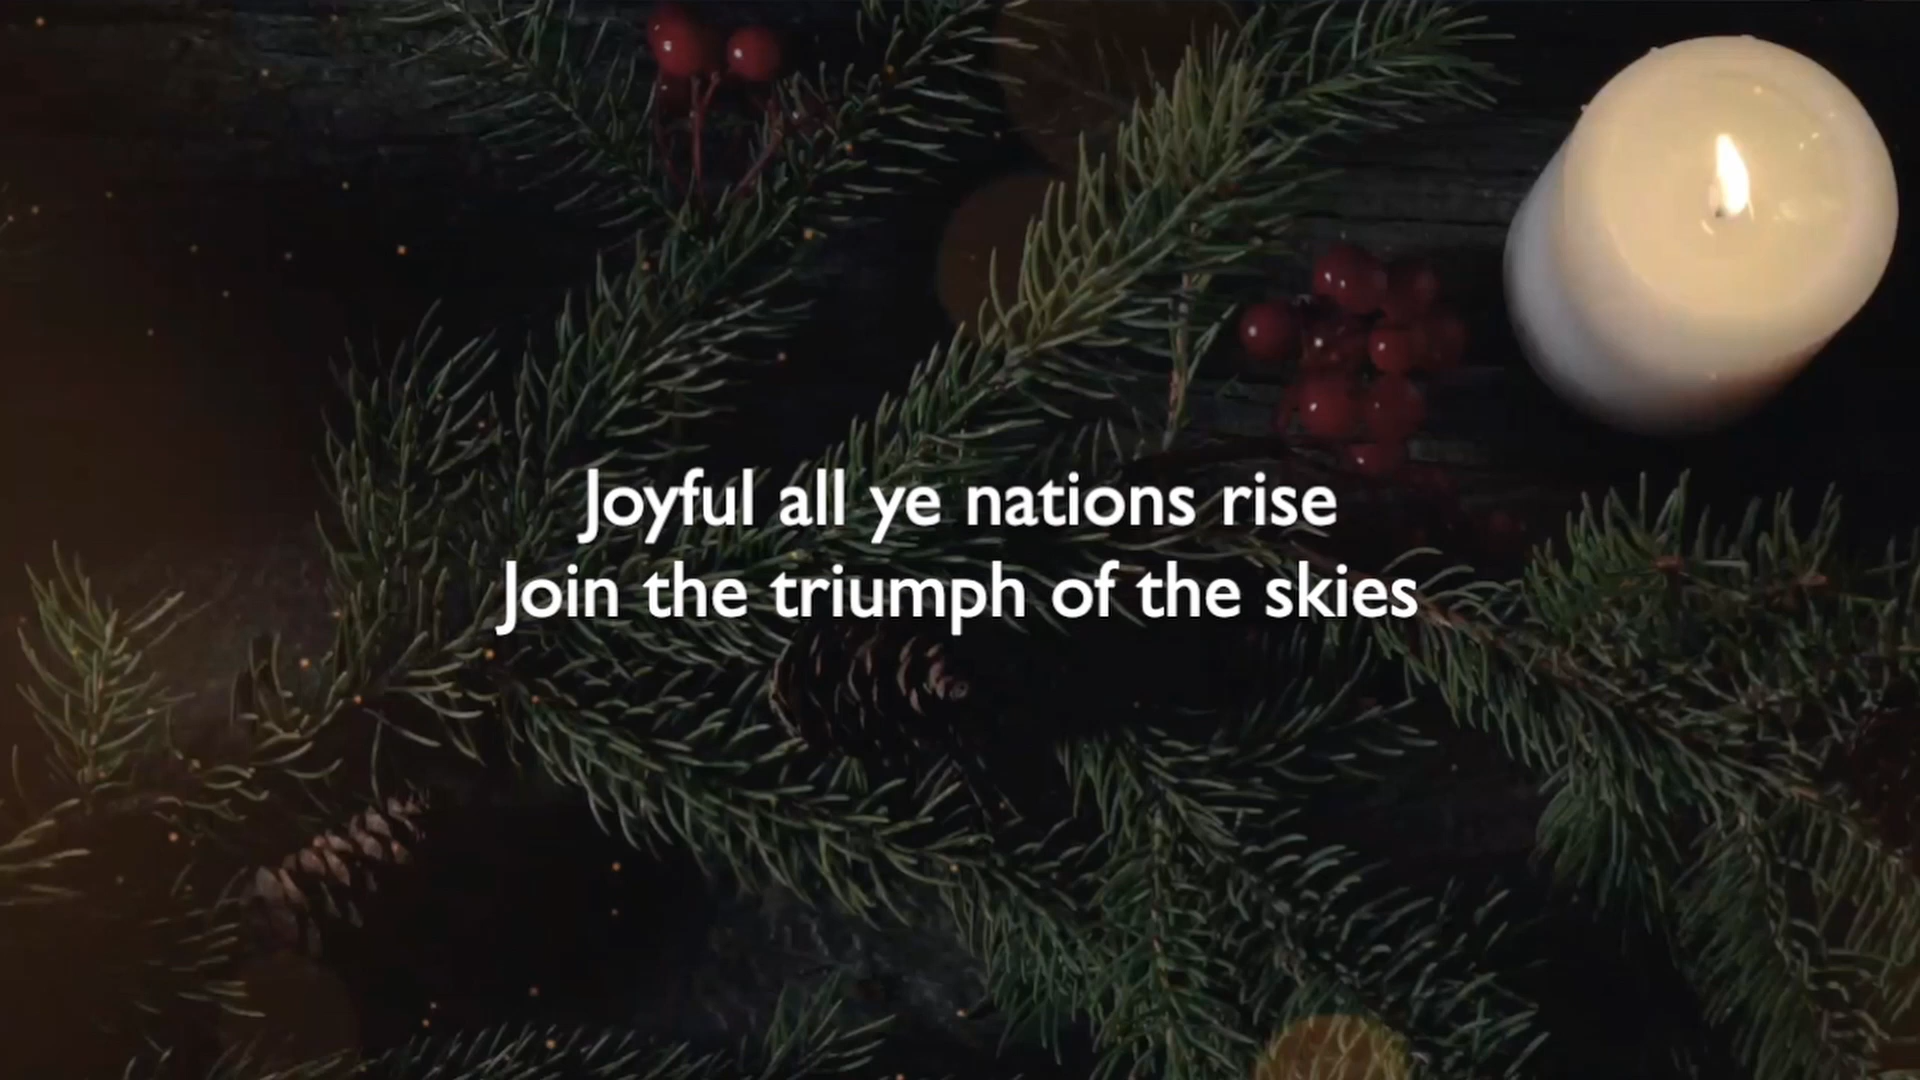 Joyful all ye nations rise
Join the triumph of the skies